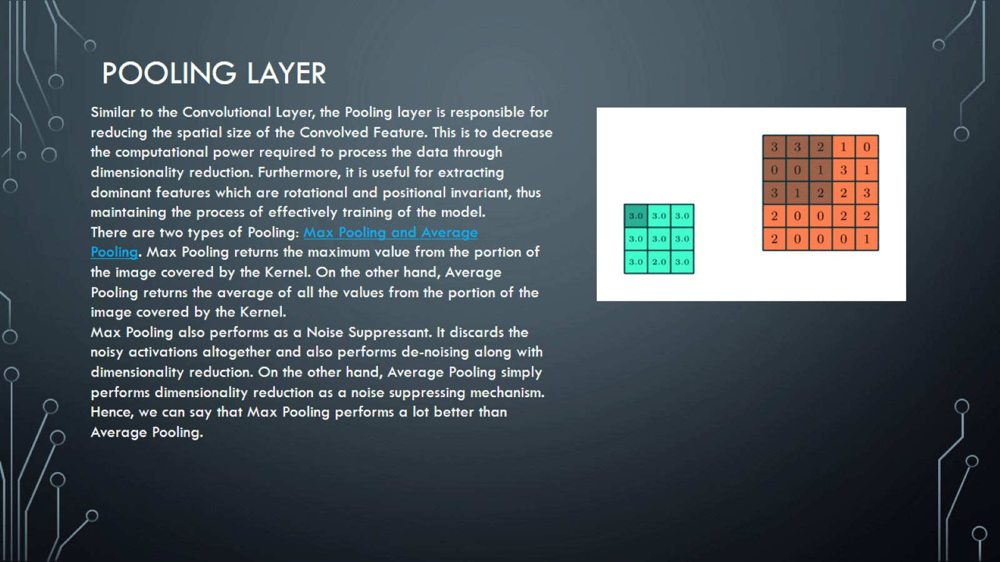 POOLING LAYER
Similar to the Convolutional Layer, the Pooling layer is responsible for
reducing the spatial size of the Convolved Feature. This is to decrease
the computational power required to process the data through
dimensionality reduction. Furthermore, it is useful for extracting
dominant features which are rotational and positional invariant, thus
maintaining the process of effectively training of the model.
There are two types of Pooling: Max Pooling and Average
Pooling. Max Pooling returns the maximum value from the portion of
the image covered by the Kernel. On the other hand, Average
Pooling returns the average of all the values from the portion of the
image covered by the Kernel.
Max Pooling also performs as a Noise Suppressant. It discards the
noisy activations altogether and also performs de-noising along with
dimensionality reduction. On the other hand, Average Pooling simply
performs dimensionality reduction as a noise suppressing mechanism.
Hence, we can say that Max Pooling performs a lot better than
Average Pooling.
3.0 3.0 3.0
3.0 3.0 3.0
3.0 2.0 3.0
3 3 2 1 0
0 0 1 3 1
3 1 2 2 3
2 0 0 2 2
2 0 0 0 1